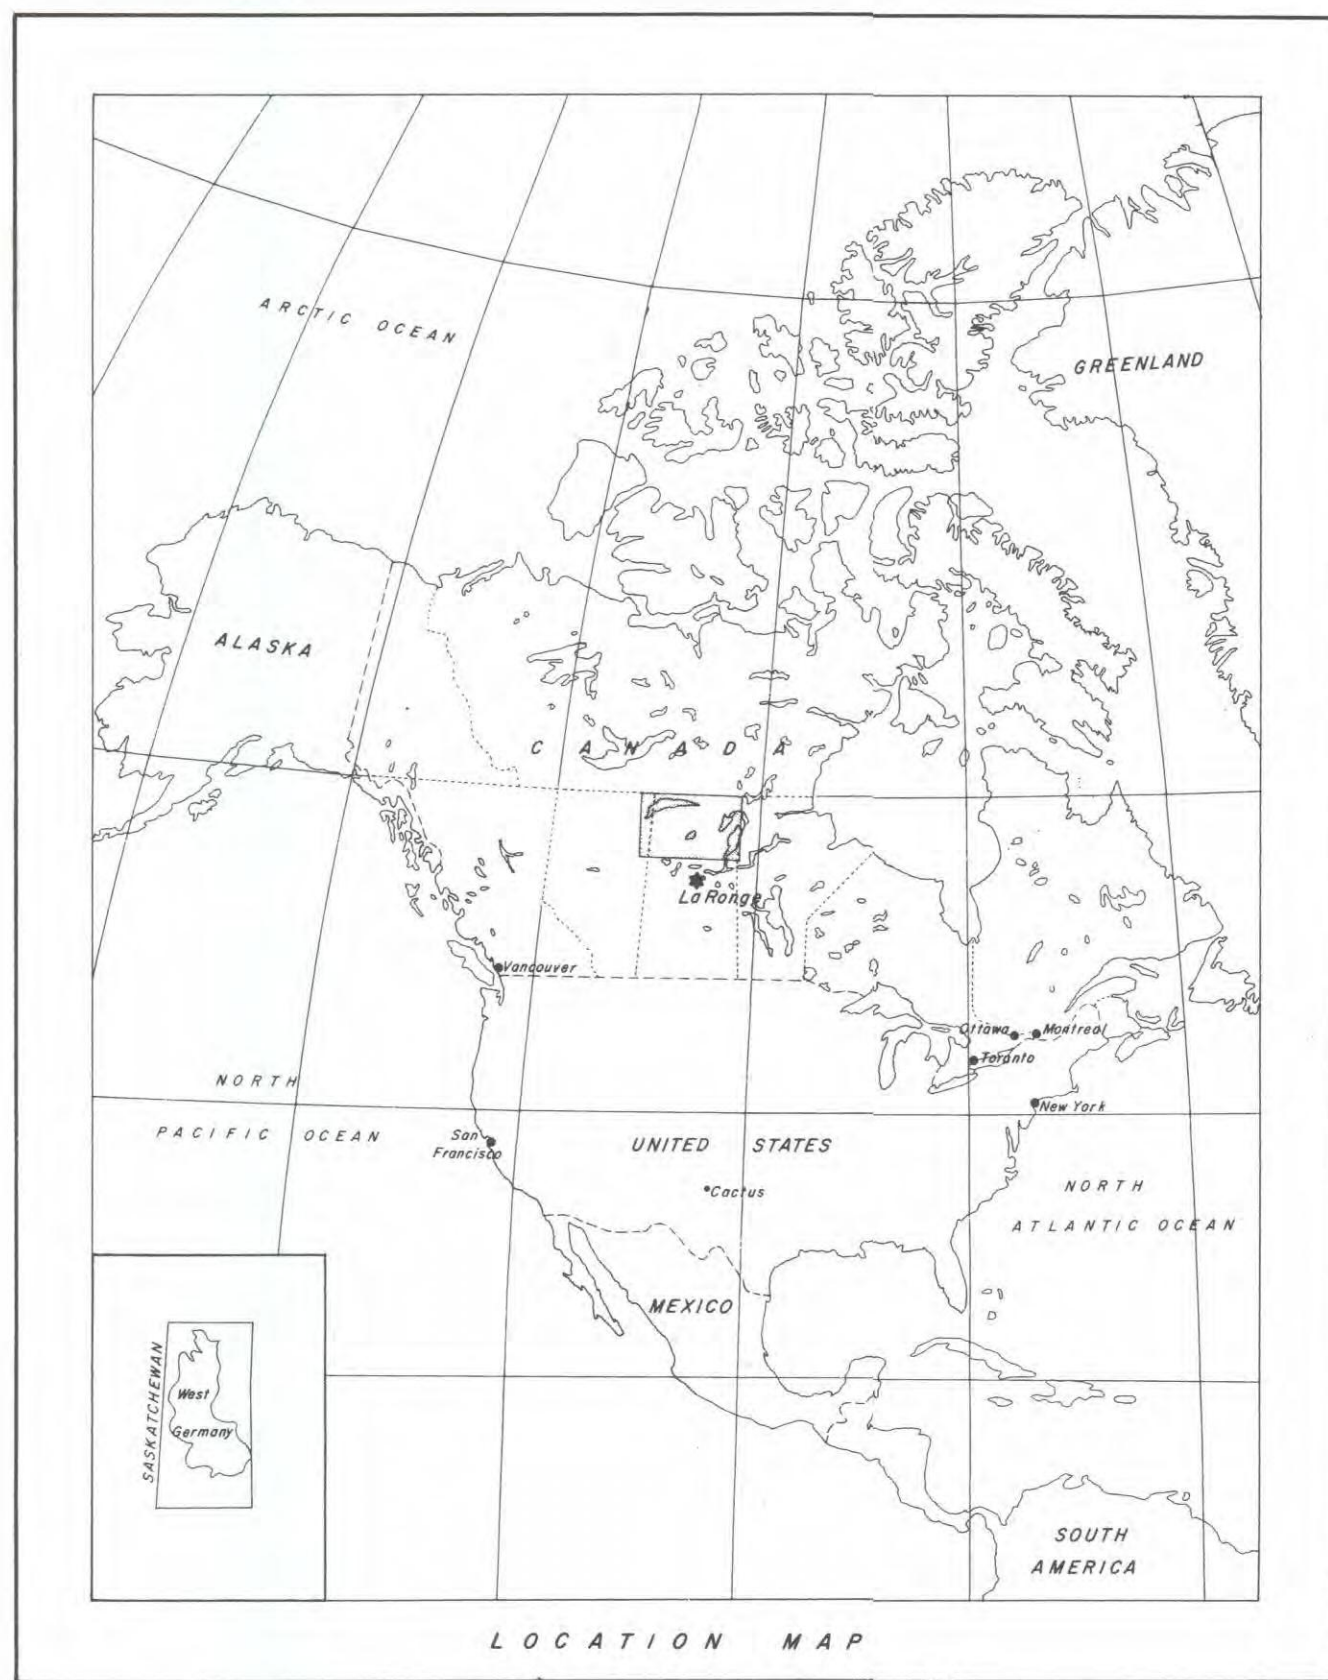 ARCTIC OCEAN
GREENLAND
ALASKA
CANADA
La Ronge
Vancouver
Ottawa
Montreal
Toranto
New York
NORTH
PACIFIC OCEAN
San
Francisco
UNITED STATES
Cactus
NORTH
ATLANTIC OCEAN
MEXICO
SASKATCHEWAN
West
Germany
SOUTH
AMERICA
LOCATION MAP